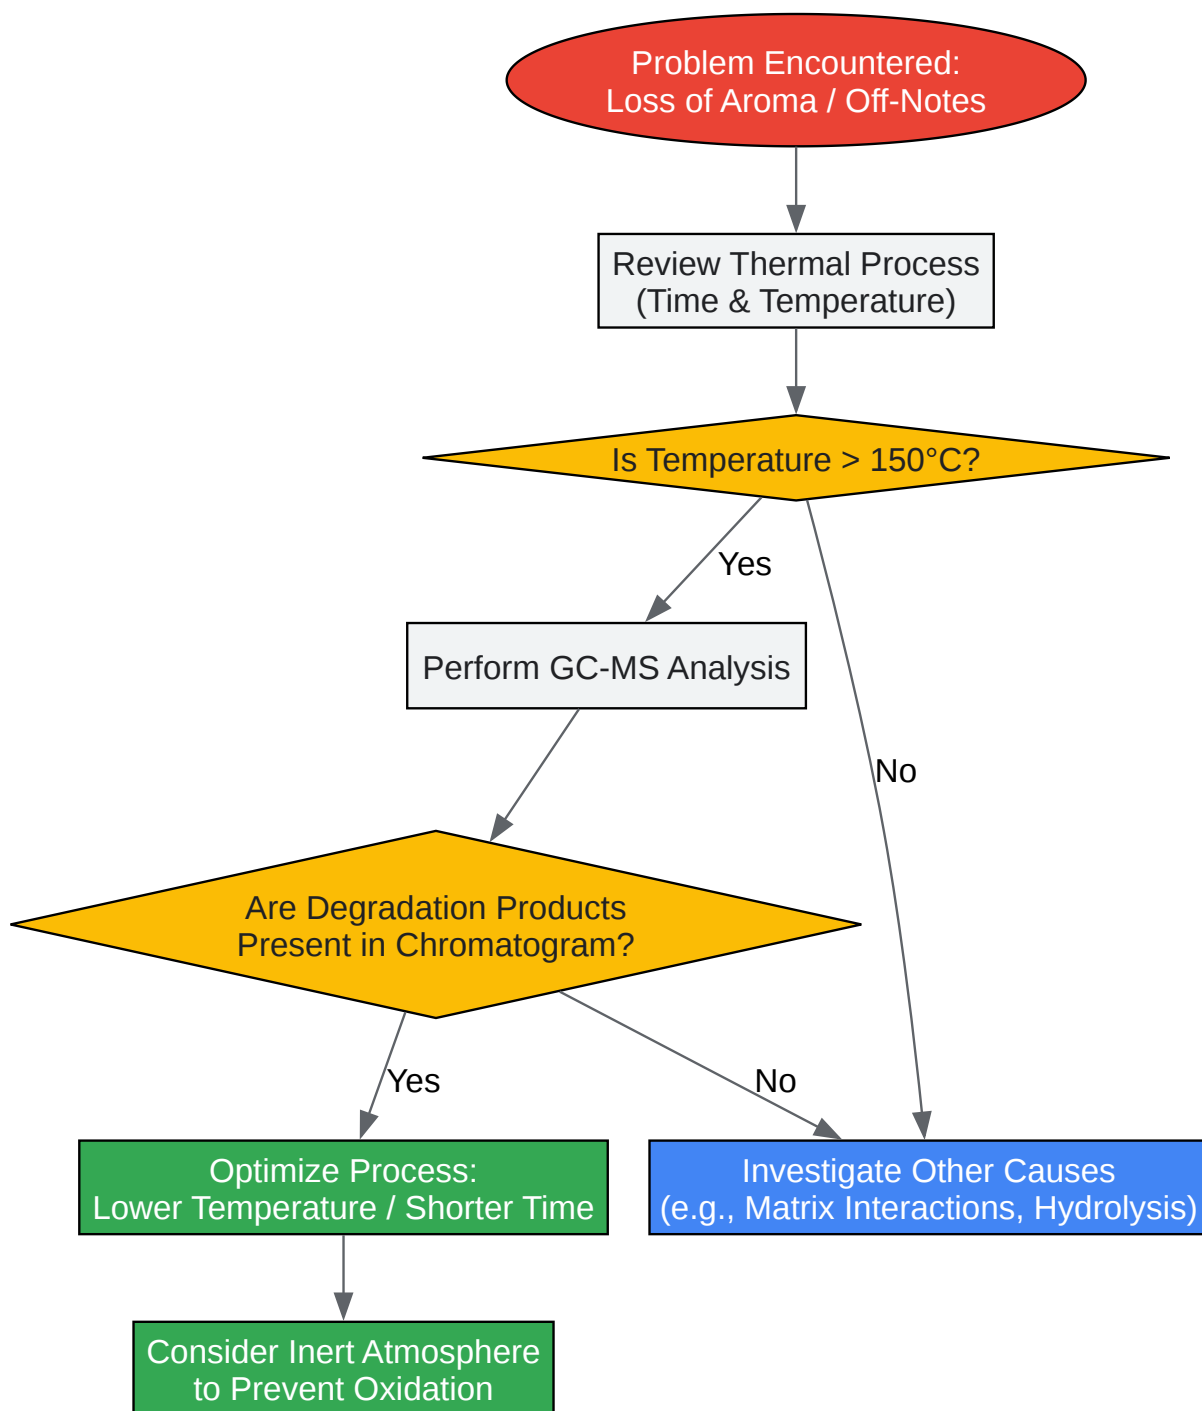 Problem Encountered:
Loss of Aroma / Off-Notes
Review Thermal Process
(Time & Temperature)
Is Temperature > 150°C?
Yes
Perform GC-MS Analysis
No
Are Degradation Products
Present in Chromatogram?
Yes
No
Optimize Process:
Lower Temperature / Shorter Time
Investigate Other Causes
(e.g., Matrix Interactions, Hydrolysis)
Consider Inert Atmosphere
to Prevent Oxidation